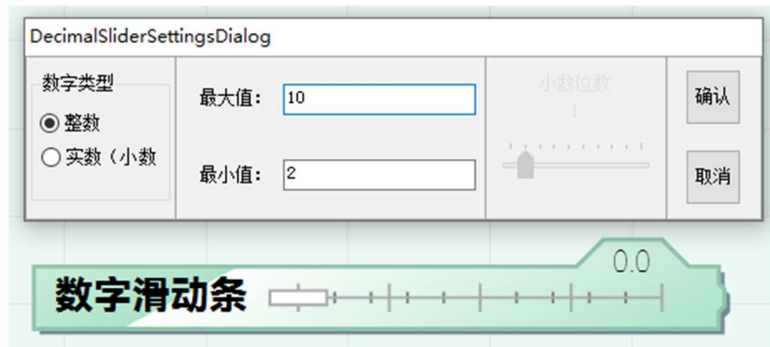 DecimalSliderSettingsDialog
数字类型
整数
实数（小数
最大值：
10
最小值：
2
小数位数
1
确认
取消
0.0
数字滑动条